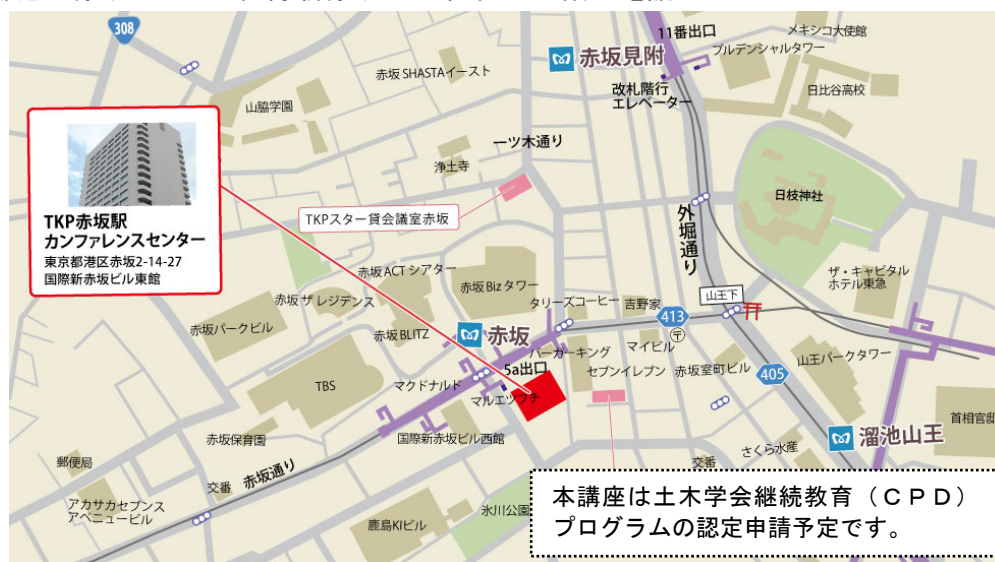 308
11番出口
メキシコ大使館
プルデンシャルタワー
赤坂見附
赤坂 SHASTAイースト
改札階行
エレベーター
日比谷高校
山脇学園
一ツ木通り
浄土寺
日枝神社
TKPスター貸会議室赤坂
外堀通り
TKP赤坂駅
カンファレンスセンター
東京都港区赤坂2-14-27
国際新赤坂ビル東館
赤坂 ACT シアター
赤坂 Biz タワー
ザ・キャピタル
ホテル東急
赤坂 ザ レジデンス
タリーズコーヒー
吉野家
山王下
413
〒
赤坂パークビル
赤坂 BLITZ
赤坂
バーガーキング
マイビル
山王パークタワー
5a出口
セブンイレブン
赤坂室町ビル
405
TBS
マクドナルド
マルエツプチ
首相官邸
赤坂保育園
国際新赤坂ビル西館
溜池山王
さくら水産
郵便局
交番
赤坂通り
交番
アカサカセブンス
アベニュービル
鹿島KIビル
氷川公園
本講座は土木学会継続教育（ＣＰＤ）
プログラムの認定申請予定です。